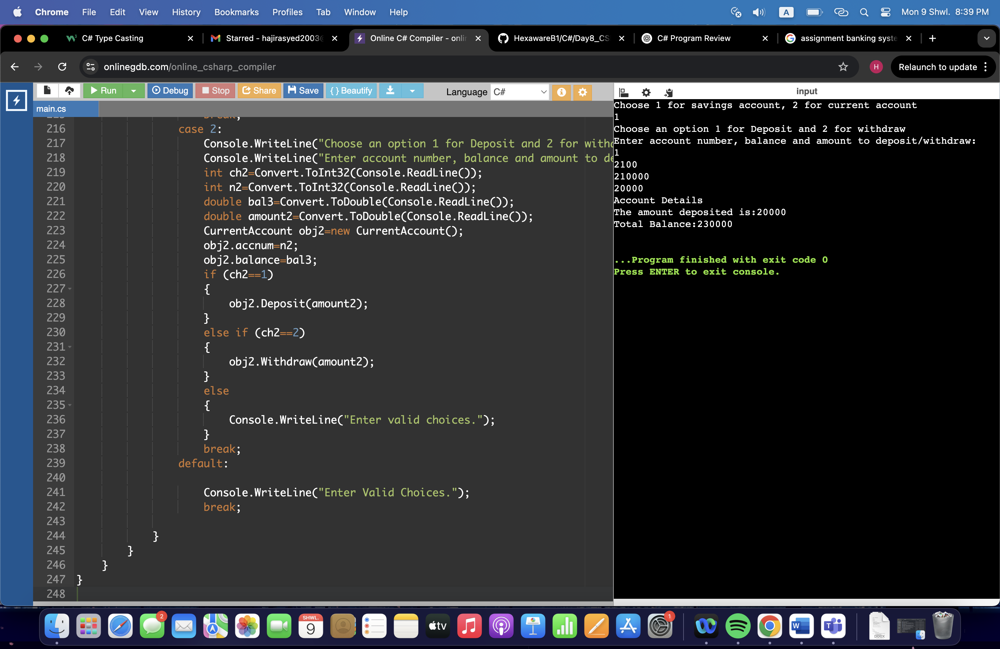 Chrome File Edit View History Bookmarks Profiles Tab Window Help A Mon 9 Shwl. 8:39 PM
C# Type Casting Starred - hajirasyed2003@ Online C# Compiler - onlin HexawareB1/C#/Day8_CS C# Program Review assignment banking syste
onlinegdb.com/online_csharp_compiler H Relaunch to update
Run Debug Stop Share Save { } Beautify Language C# input
main.cs
216 case 2:
217 Console.WriteLine("Choose an option 1 for Deposit and 2 for withd
218 Console.WriteLine("Enter account number, balance and amount to de
219 int ch2=Convert.ToInt32(Console.ReadLine());
220 int n2=Convert.ToInt32(Console.ReadLine());
221 double bal3=Convert.ToDouble(Console.ReadLine());
222 double amount2=Convert.ToDouble(Console.ReadLine());
223 CurrentAccount obj2=new CurrentAccount();
224 obj2.accnum=n2;
225 obj2.balance=bal3;
226 if (ch2==1)
227 {
228 obj2.Deposit(amount2);
229 }
230 else if (ch2==2)
231 {
232 obj2.Withdraw(amount2);
233 }
234 else
235 {
236 Console.WriteLine("Enter valid choices.");
237 }
238 break;
239 default:
240
241 Console.WriteLine("Enter Valid Choices.");
242 break;
243
244 }
245 }
246 }
247 }
248
Choose 1 for savings account, 2 for current account
1
Choose an option 1 for Deposit and 2 for withdraw
Enter account number, balance and amount to deposit/withdraw:
1
2100
210000
20000
Account Details
The amount deposited is:20000
Total Balance:230000
...Program finished with exit code 0
Press ENTER to exit console.
2
SHWL.
9
tv
1
W
T
DOCX